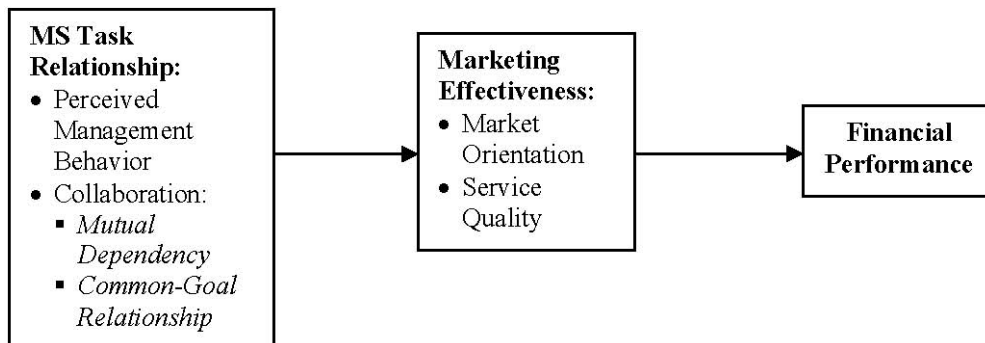 MS Task
Relationship:
• Perceived
Management
Behavior
• Collaboration:
▪ Mutual
Dependency
▪ Common-Goal
Relationship
Marketing
Effectiveness:
• Market
Orientation
• Service
Quality
Financial
Performance